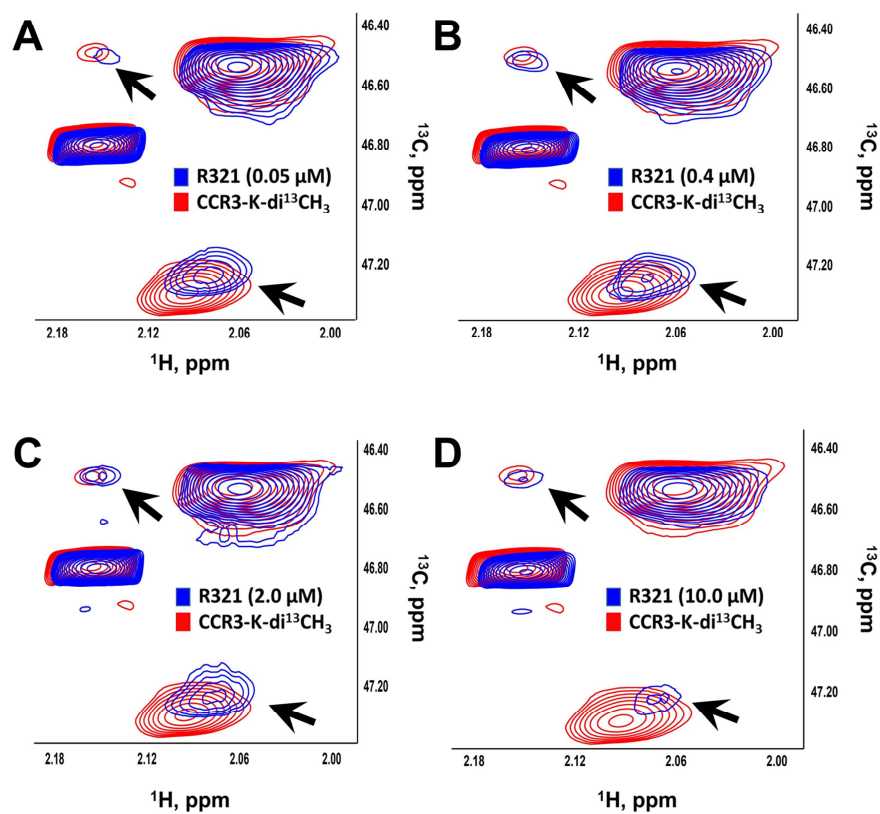 A
46.40
46.60
46.80
47.00
47.20
¹³C, ppm
R321 (0.05 µM)
CCR3-K-di¹³CH₃
2.18
2.12
2.06
2.00
¹H, ppm
B
46.40
46.60
46.80
47.00
47.20
¹³C, ppm
R321 (0.4 µM)
CCR3-K-di¹³CH₃
2.18
2.12
2.06
2.00
¹H, ppm
C
46.40
46.60
46.80
47.00
47.20
¹³C, ppm
R321 (2.0 µM)
CCR3-K-di¹³CH₃
2.18
2.12
2.06
2.00
¹H, ppm
D
46.40
46.60
46.80
47.00
47.20
¹³C, ppm
R321 (10.0 µM)
CCR3-K-di¹³CH₃
2.18
2.12
2.06
2.00
¹H, ppm